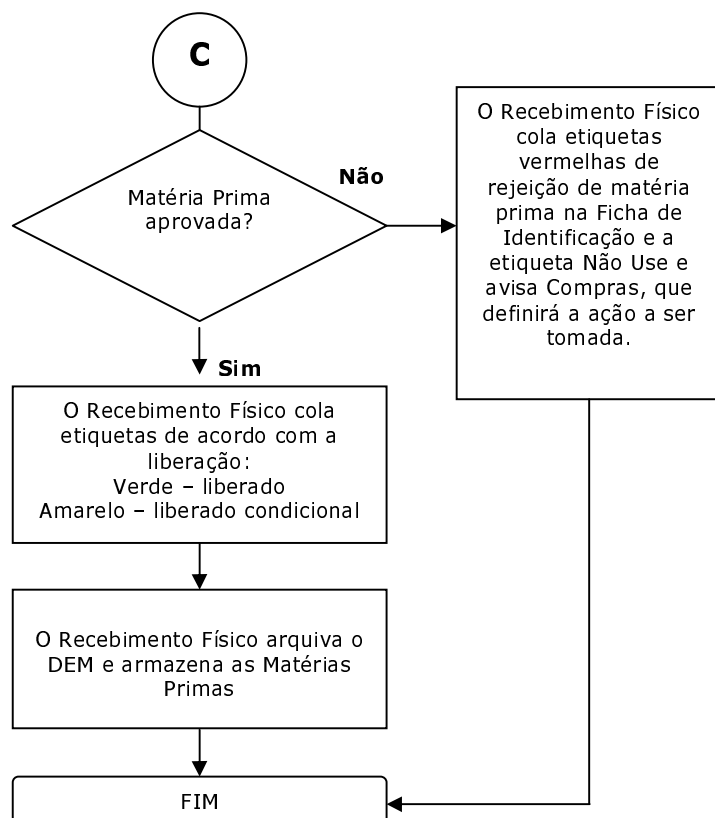 C
Matéria Prima
aprovada?
Não
O Recebimento Físico
cola etiquetas
vermelhas de
rejeição de matéria
prima na Ficha de
Identificação e a
etiqueta Não Use e
avisa Compras, que
definirá a ação a ser
tomada.
Sim
O Recebimento Físico cola
etiquetas de acordo com a
liberação:
Verde – liberado
Amarelo – liberado condicional
O Recebimento Físico arquiva o
DEM e armazena as Matérias
Primas
FIM